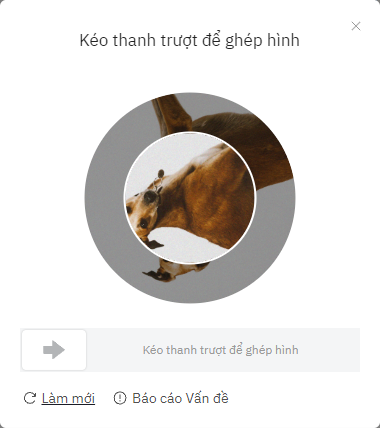 Kéo thanh trượt để ghép hình
Kéo thanh trượt để ghép hình
Làm mới
Báo cáo Vấn đề